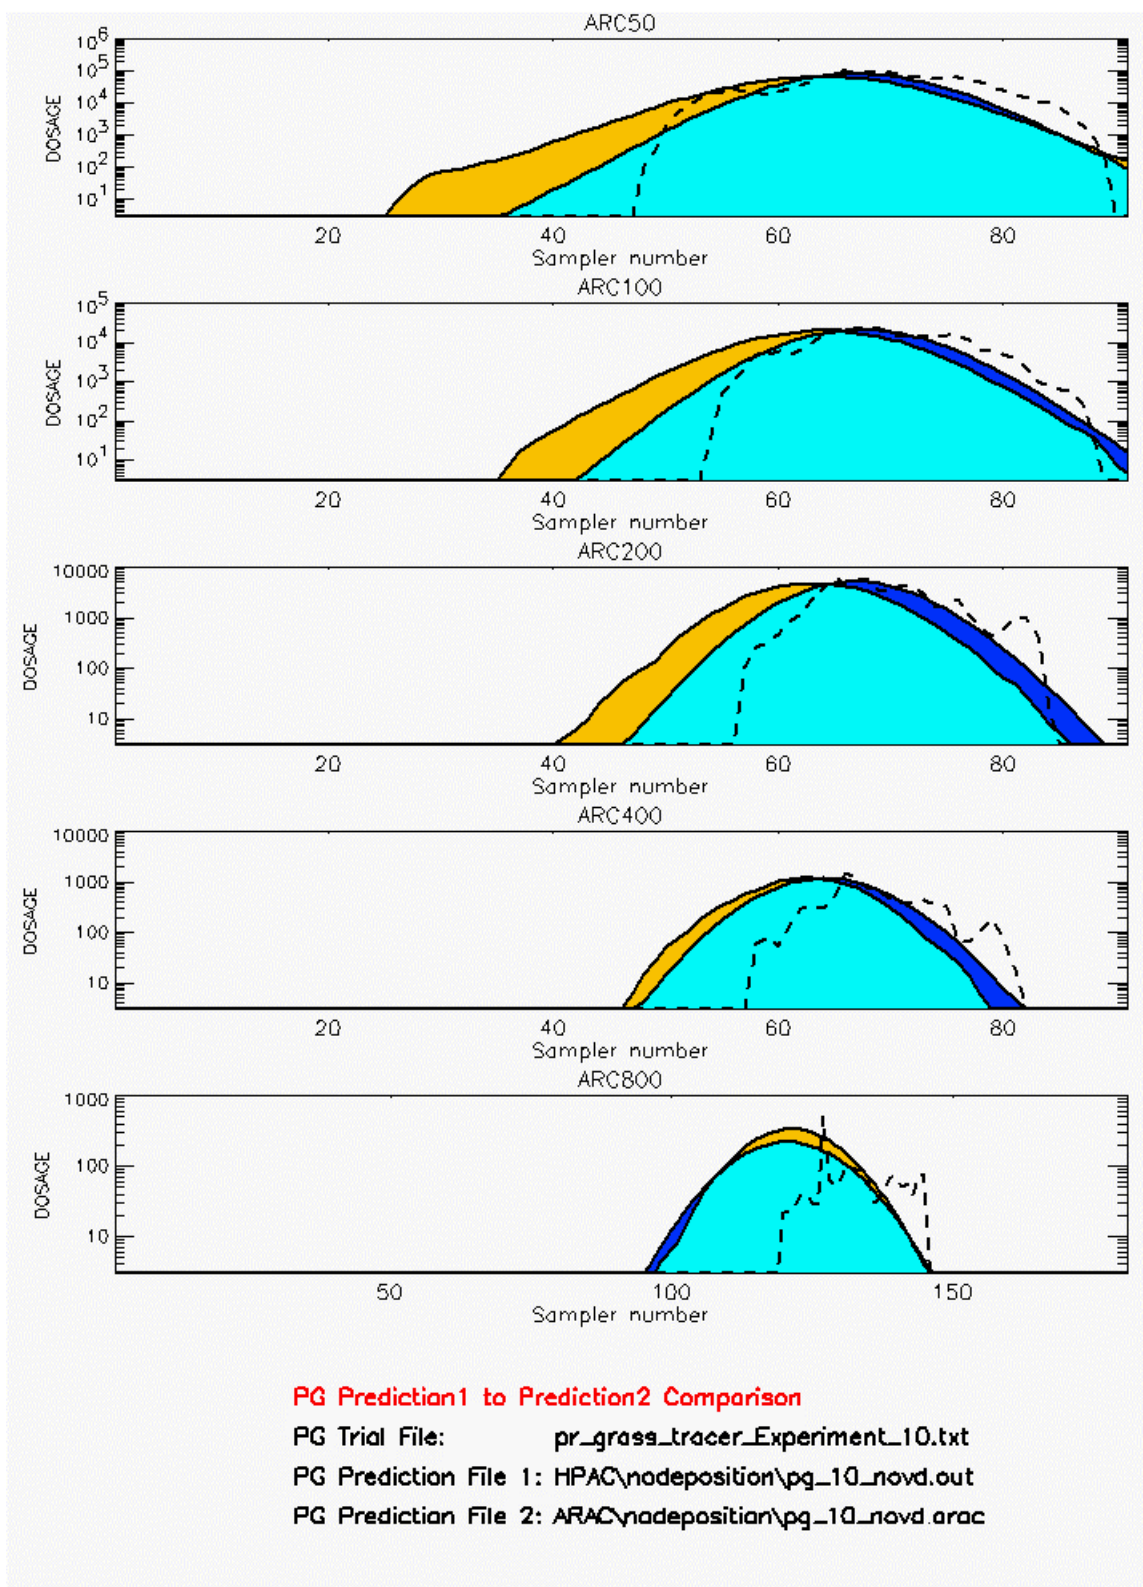 ARC50
10^6
10^5
10^4
10^3
10^2
10^1
DOSAGE
20 40 60 80
Sampler number
ARC100
10^5
10^4
10^3
10^2
10^1
DOSAGE
20 40 60 80
Sampler number
ARC200
10000
1000
100
10
DOSAGE
20 40 60 80
Sampler number
ARC400
10000
1000
100
10
DOSAGE
20 40 60 80
Sampler number
ARC800
1000
100
10
DOSAGE
50 100 150
Sampler number
PG Prediction1 to Prediction2 Comparison
PG Trial File: pr_grass_tracer_Experiment_10.txt
PG Prediction File 1: HPAC\nodeposition\pg_10_novd.out
PG Prediction File 2: ARAC\nodeposition\pg_10_novd.arac